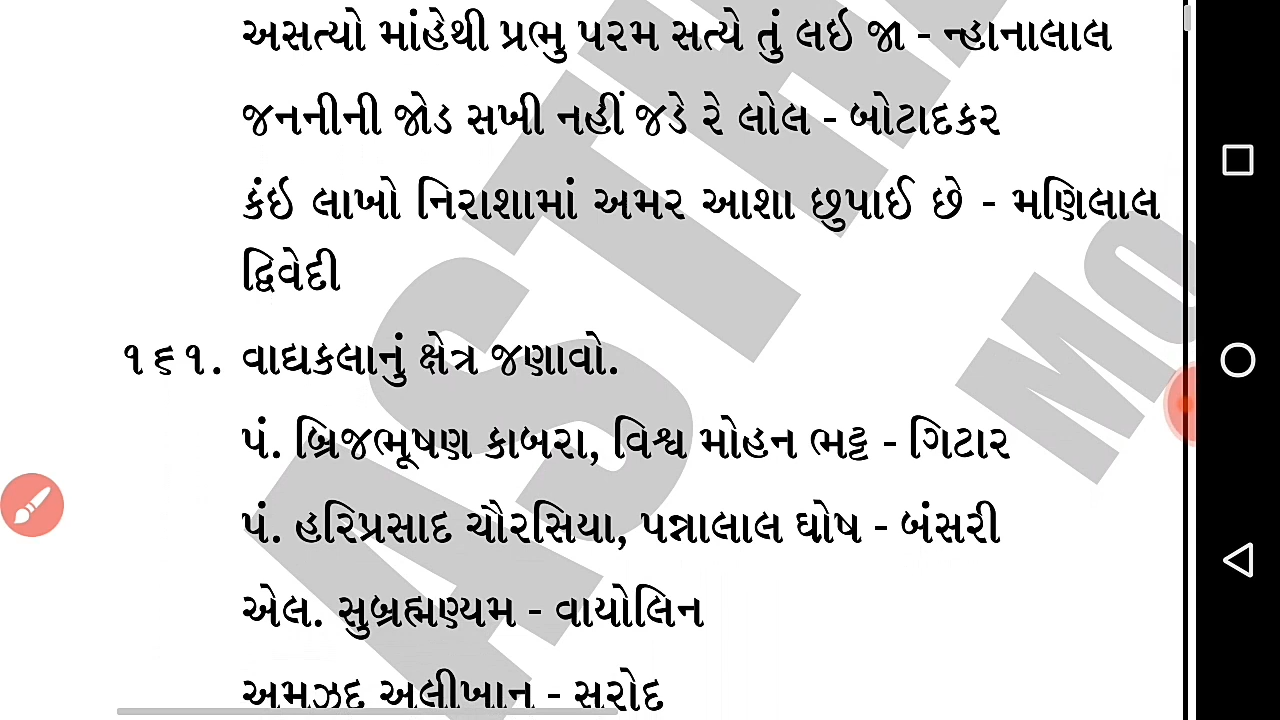 અસત્યો માંહેથી પ્રભુ પરમ સત્યે તું લઇ જા - ન્હાનાલાલ
જનનીની જોડ સખી નહીં જડે રે લોલ - બોટાદકર
કંઇ લાખો નિરાશામાં અમર આશા છુપાઈ છે - મણિલાલ
દ્વિવેદી
૧૬૧. વાદ્યકલાનું ક્ષેત્ર જણાવો.
પં. બ્રિજભૂષણ કાબરા, વિશ્વ મોહન ભટ્ટ - ગિટાર
પં. હરિપ્રસાદ ચૌરસિયા, પન્નાલાલ ઘોષ - બંસરી
એલ. સુબ્રહ્મણ્યમ - વાયોલિન
અમઝદ અલીખાન - સરોદ